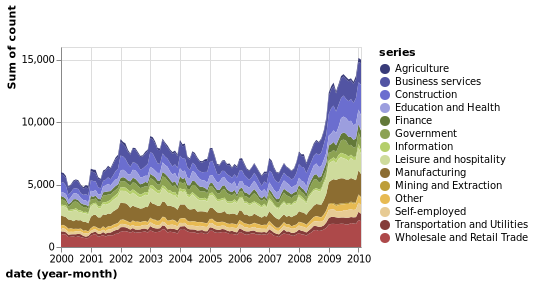 Sum of count
15,000
10,000
5,000
0
2000 2001 2002 2003 2004 2005 2006 2007 2008 2009 2010
date (year-month)
series
Agriculture
Business services
Construction
Education and Health
Finance
Government
Information
Leisure and hospitality
Manufacturing
Mining and Extraction
Other
Self-employed
Transportation and Utilities
Wholesale and Retail Trade